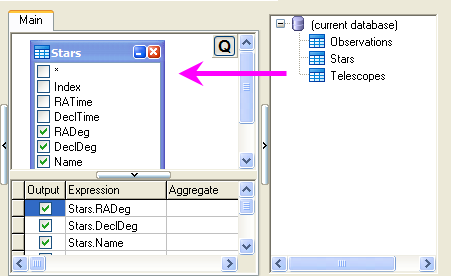 Main
Q
Stars
*
Index
RATime
DeclTime
RADeg
DeclDeg
Name
Output Expression Aggregate
Stars.RADeg
Stars.DeclDeg
Stars.Name
(current database)
Observations
Stars
Telescopes